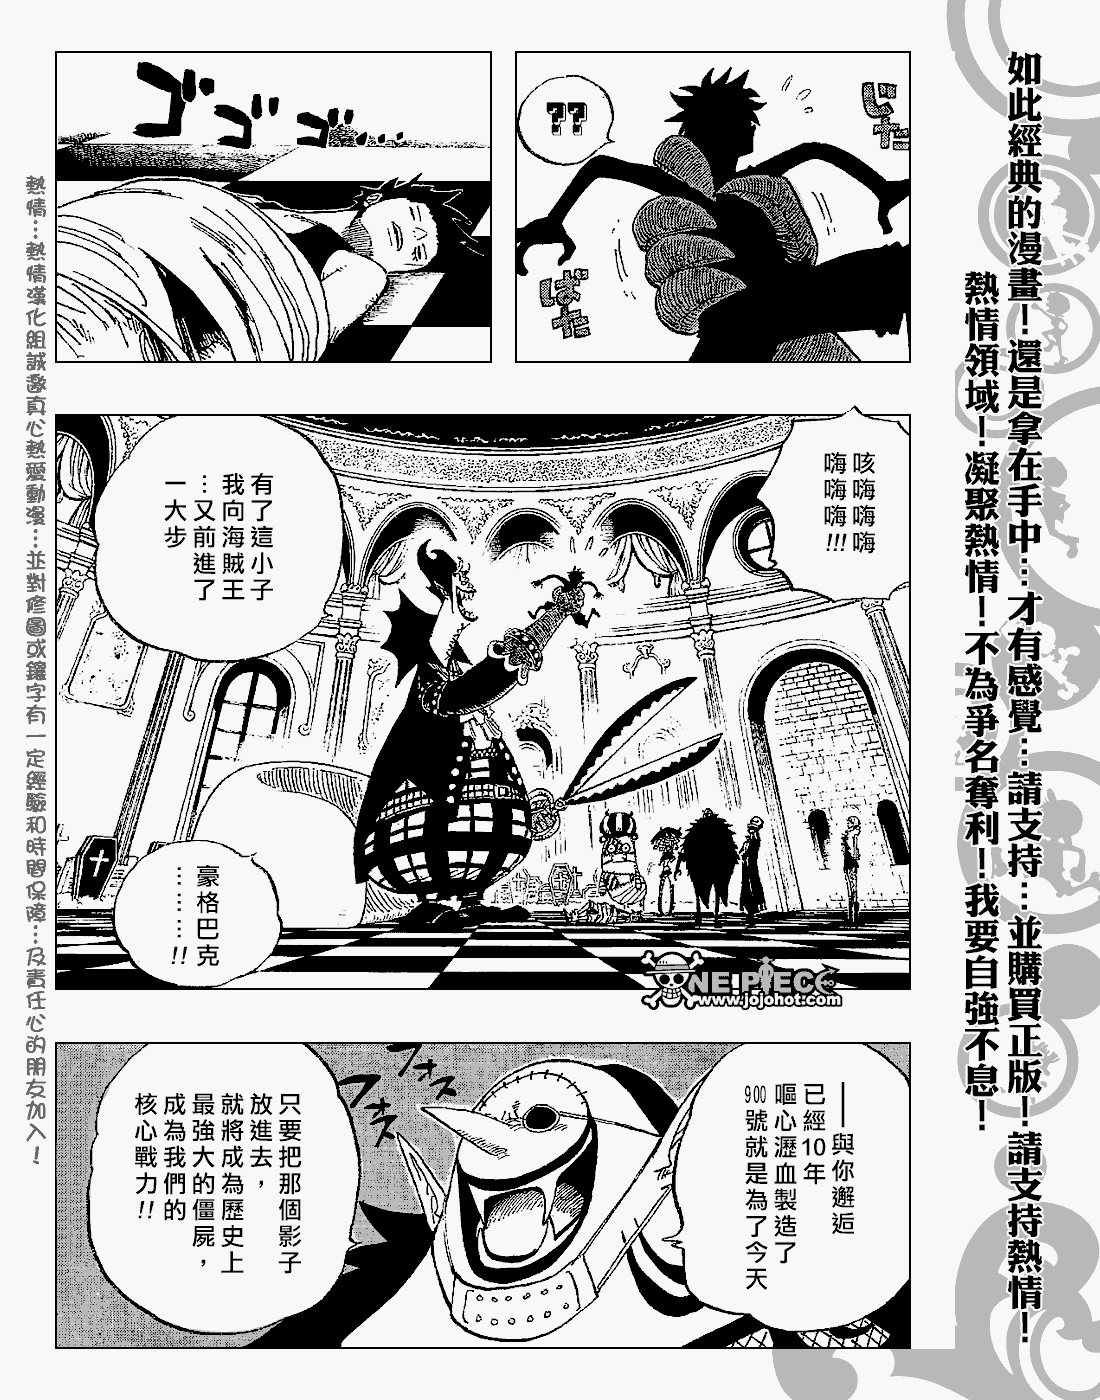 如此經典的漫畫！還是拿在手中…才有感覺…請支持…並購買正版！請支持熱情！
熱情領域！凝聚熱情！不為爭名奪利！我要自強不息！
じた
??
ばた
ゴゴゴ
咳嗨嗨嗨
嗨嗨嗨!!!
有了這小子
我向海賊王
…又前進了
一大步
豪格巴克
………!!
ONE PIECE
www.jojohot.com
——與你邂逅
已經10年
嘔心瀝血製造了
900號就是為了今天
フォス
フォス
只要把那個影子
放進去，
就將成為歷史上
最強大的僵屍，
成為我們的
核心戰力!!
熱情…熱情漢化組誠邀真心熱愛動漫…並對修圖或鑲字有一定經驗和時間保障…及責任心的朋友加入！